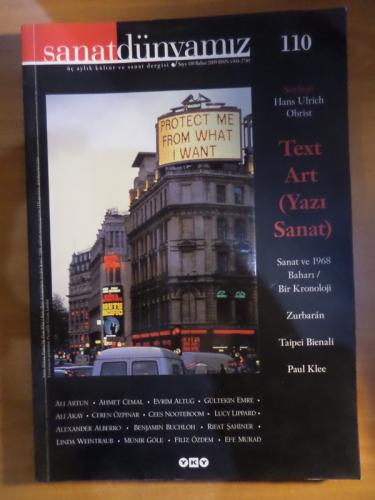 sanatdünyamız
110
üç aylık kültür ve sanat dergisi
Söyleşi:
Hans Ulrich
Obrist
Text
Art
(Yazı
Sanat)
Sanat ve 1968
Baharı /
Bir Kronoloji
Zurbarán
Taipei Bienali
Paul Klee
PROTECT ME
FROM WHAT
I WANT
ALI ARTUN • AHMET CEMAL • EVRIM ALTUĞ • GÜLTEKIN EMRE •
ALI AKAY • CEREN ÖZPINAR • CEES NOOTEBOOM • LUCY LIPPARD •
ALEXANDER ALBERRO • BENJAMIN BUCHLOH • RIFAT ŞAHINER •
LINDA WEINTRAUB • MÜNIR GÖLE • FILIZ ÖZDEM • EFE MURAD
YKY